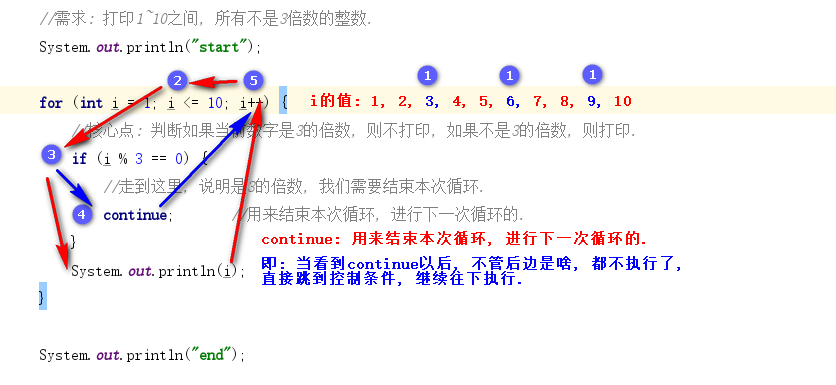 //需求: 打印1~10之间, 所有不是3倍数的整数.
System.out.println("start");
1 1 1
2 5
for (int i = 1; i <= 10; i++) { i的值: 1, 2, 3, 4, 5, 6, 7, 8, 9, 10
//核心点: 判断如果当前数字是3的倍数, 则不打印, 如果不是3的倍数, 则打印.
3 if (i % 3 == 0) {
//走到这里, 说明是3的倍数, 我们需要结束本次循环.
4 continue; //用来结束本次循环, 进行下一次循环的.
} continue: 用来结束本次循环, 进行下一次循环的.
System.out.println(i); 即: 当看到continue以后, 不管后边是啥, 都不执行了,
直接跳到控制条件, 继续往下执行.
}
System.out.println("end");